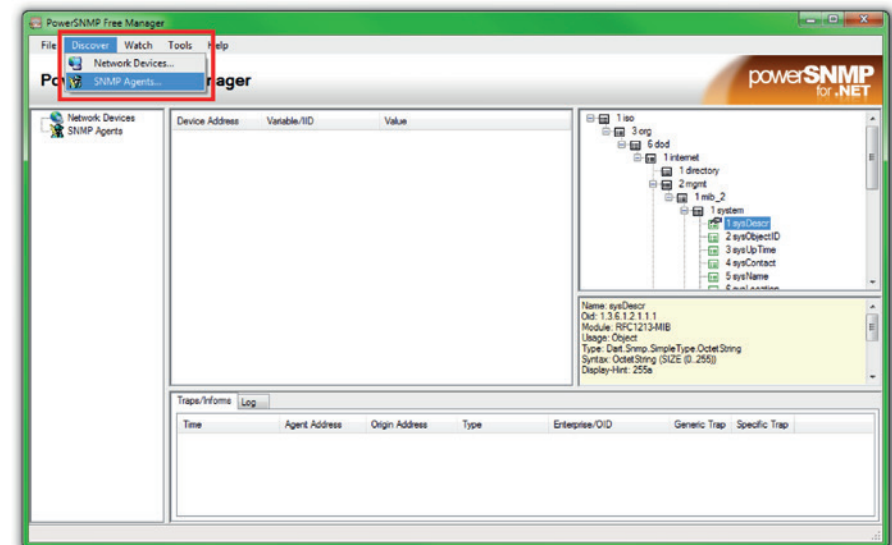 PowerSNMP Free Manager
File Discover Watch Tools Help
Network Devices...
SNMP Agents...
powerSNMP
for .NET
Network Devices
SNMP Agents
Device Address Variable/IID Value
1 iso
3 org
6 dod
1 internet
1 directory
2 mgmt
1 mib_2
1 system
1 sysDescr
2 sysObjectID
3 sysUpTime
4 sysContact
5 sysName
Name: sysDescr
Oid: 1.3.6.1.2.1.1.1
Module: RFC1213-MIB
Usage: Object
Type: Dart.Snmp.SimpleType.OctetString
Syntax: OctetString (SIZE (0..255))
Display-Hint: 255a
Traps/Informs Log
Time Agent Address Origin Address Type Enterprise/OID Generic Trap Specific Trap